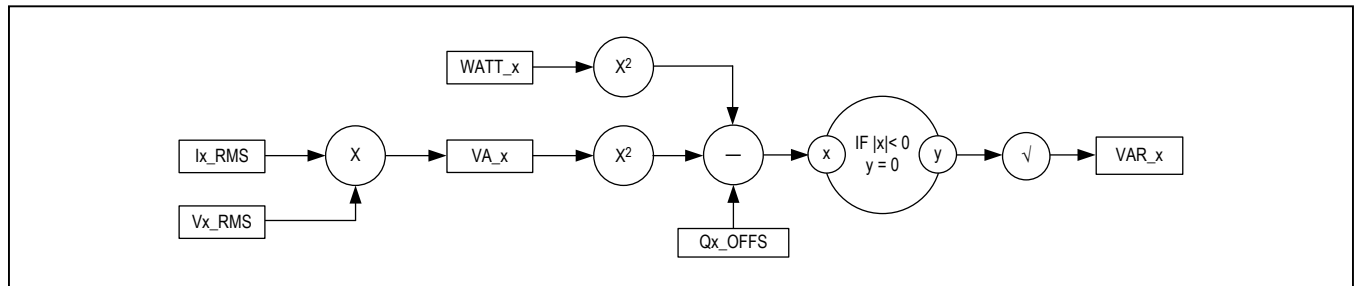 WATT_x
X²
Ix_RMS
X
VA_x
X²
—
x
IF |x|< 0
y = 0
y
√
VAR_x
Vx_RMS
Qx_OFFS